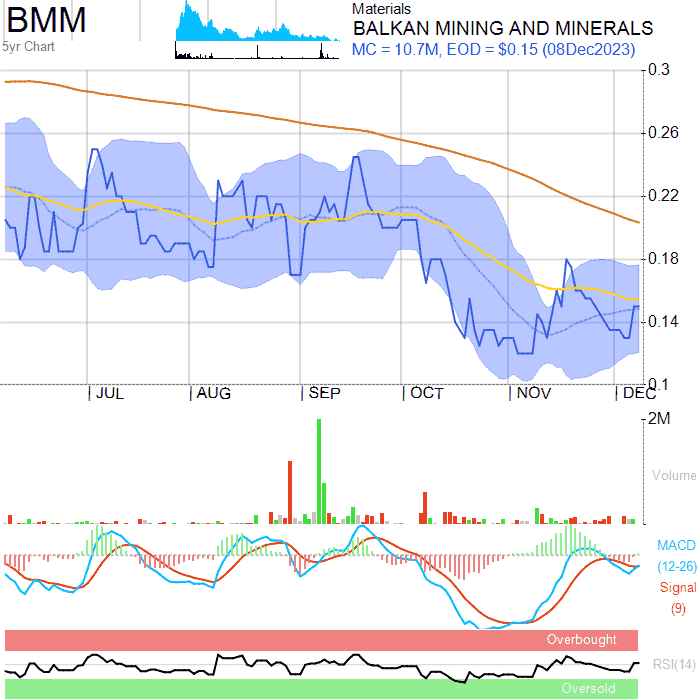 BMM
5yr Chart
Materials
BALKAN MINING AND MINERALS
MC = 10.7M, EOD = $0.15 (08Dec2023)
0.3
0.26
0.22
0.18
0.14
0.1
JUL AUG SEP OCT NOV DEC
2M
Volume
MACD
(12-26)
Signal
(9)
Overbought
RSI(14)
Oversold